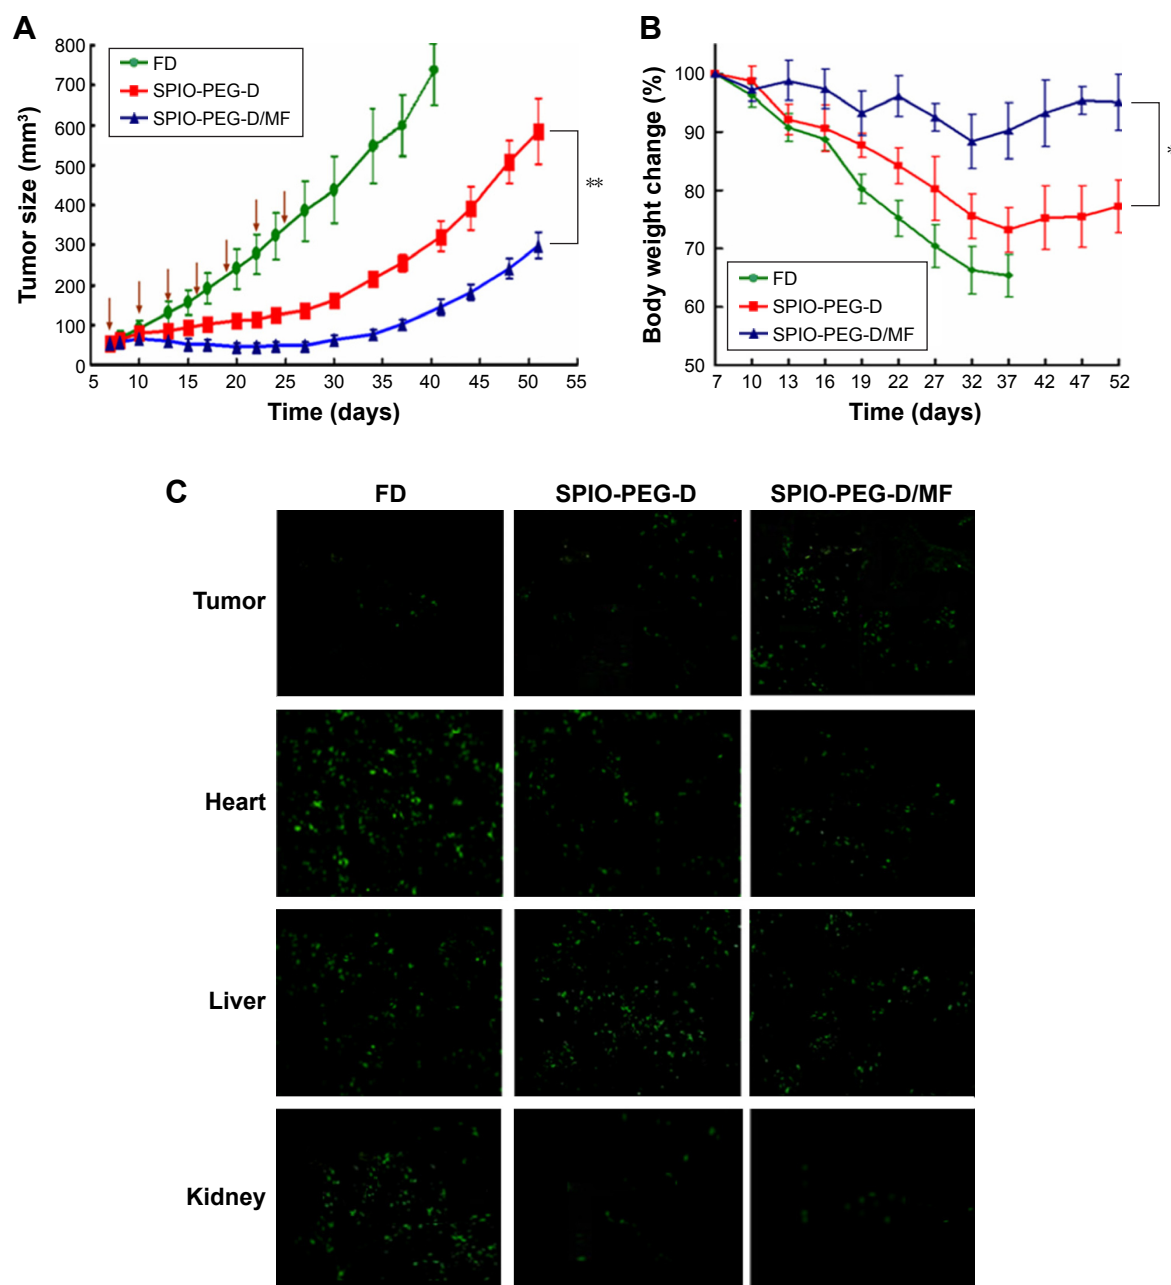 A
Tumor size (mm³)
800
700
600
500
400
300
200
100
0
FD
SPIO-PEG-D
SPIO-PEG-D/MF
**
5 10 15 20 25 30 35 40 45 50 55
Time (days)
B
Body weight change (%)
100
90
80
70
60
50
FD
SPIO-PEG-D
SPIO-PEG-D/MF
7 10 13 16 19 22 27 32 37 42 47 52
Time (days)
C
FD SPIO-PEG-D SPIO-PEG-D/MF
Tumor
Heart
Liver
Kidney